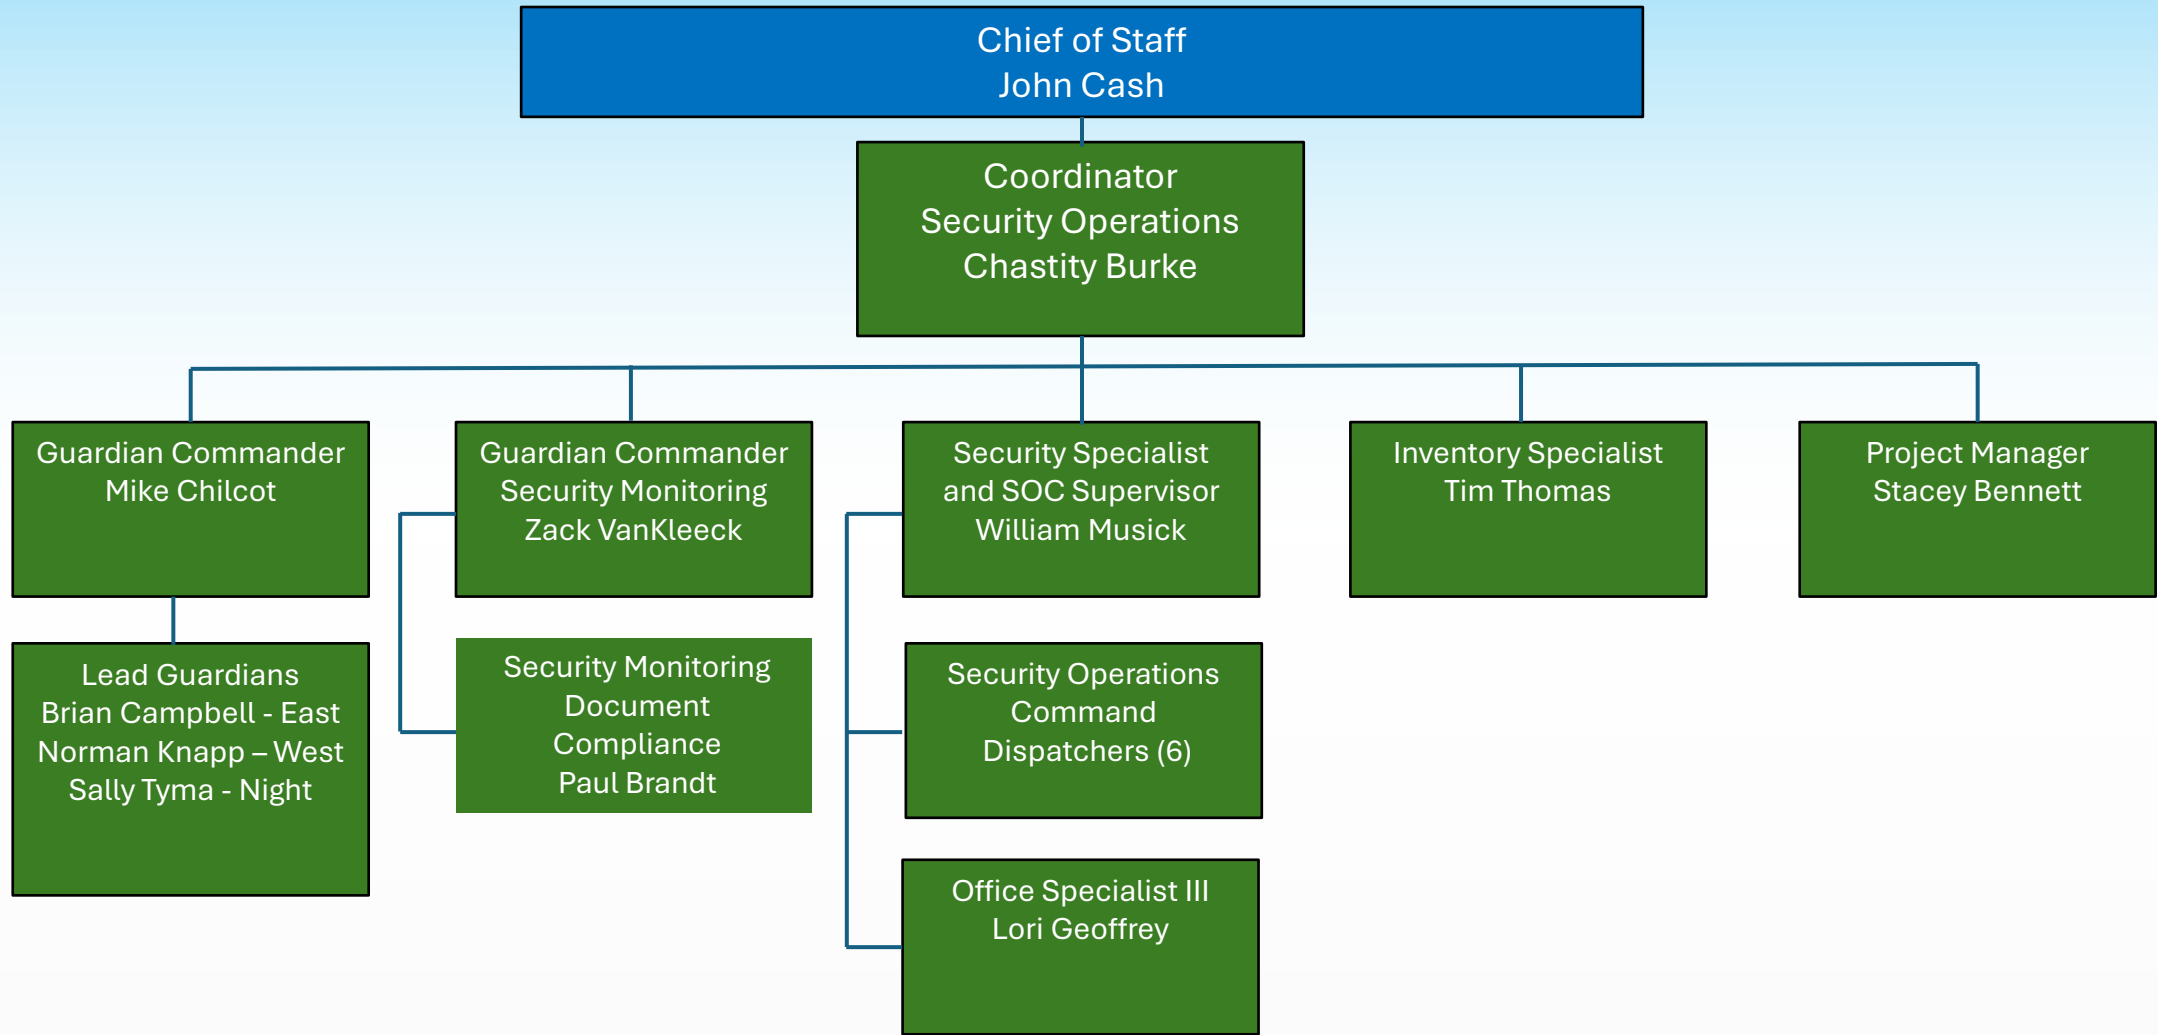 Chief of Staff
John Cash
Coordinator
Security Operations
Chastity Burke
Guardian Commander
Mike Chilcot
Guardian Commander
Security Monitoring
Zack VanKleeck
Security Specialist
and SOC Supervisor
William Musick
Inventory Specialist
Tim Thomas
Project Manager
Stacey Bennett
Lead Guardians
Brian Campbell - East
Norman Knapp – West
Sally Tyma - Night
Security Monitoring
Document
Compliance
Paul Brandt
Security Operations
Command
Dispatchers (6)
Office Specialist III
Lori Geoffrey